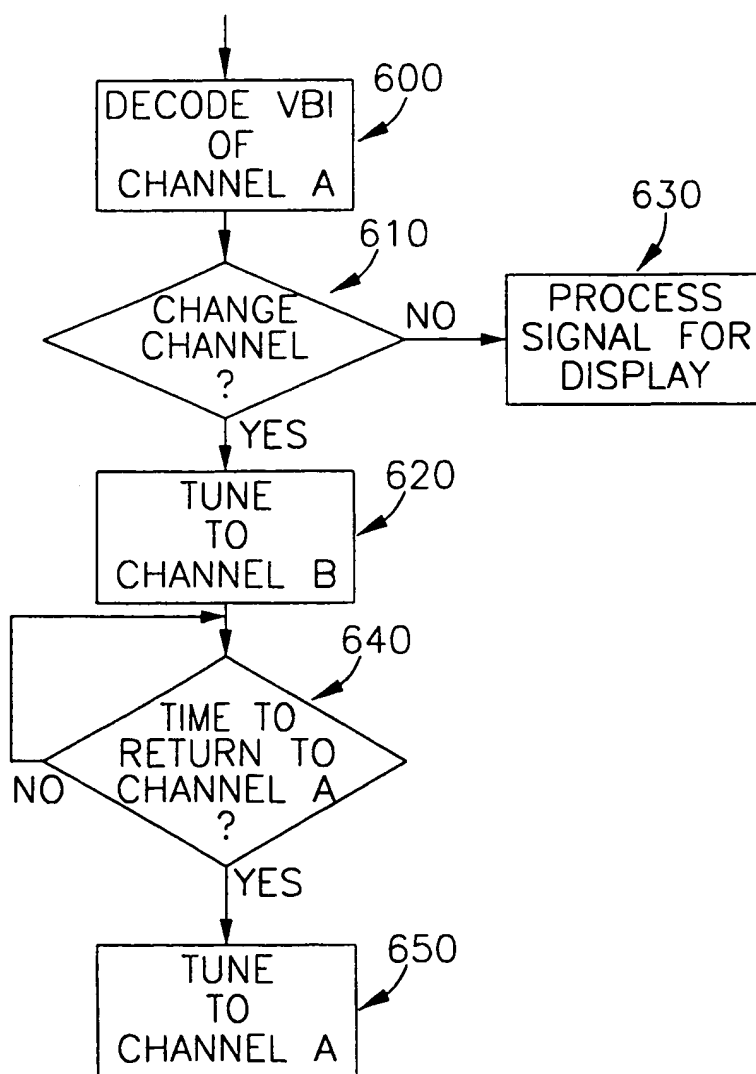 600
DECODE VBI
OF
CHANNEL A
610
630
CHANGE
CHANNEL
?
NO
PROCESS
SIGNAL FOR
DISPLAY
YES
620
TUNE
TO
CHANNEL B
640
TIME TO
RETURN TO
CHANNEL A
?
NO
YES
650
TUNE
TO
CHANNEL A